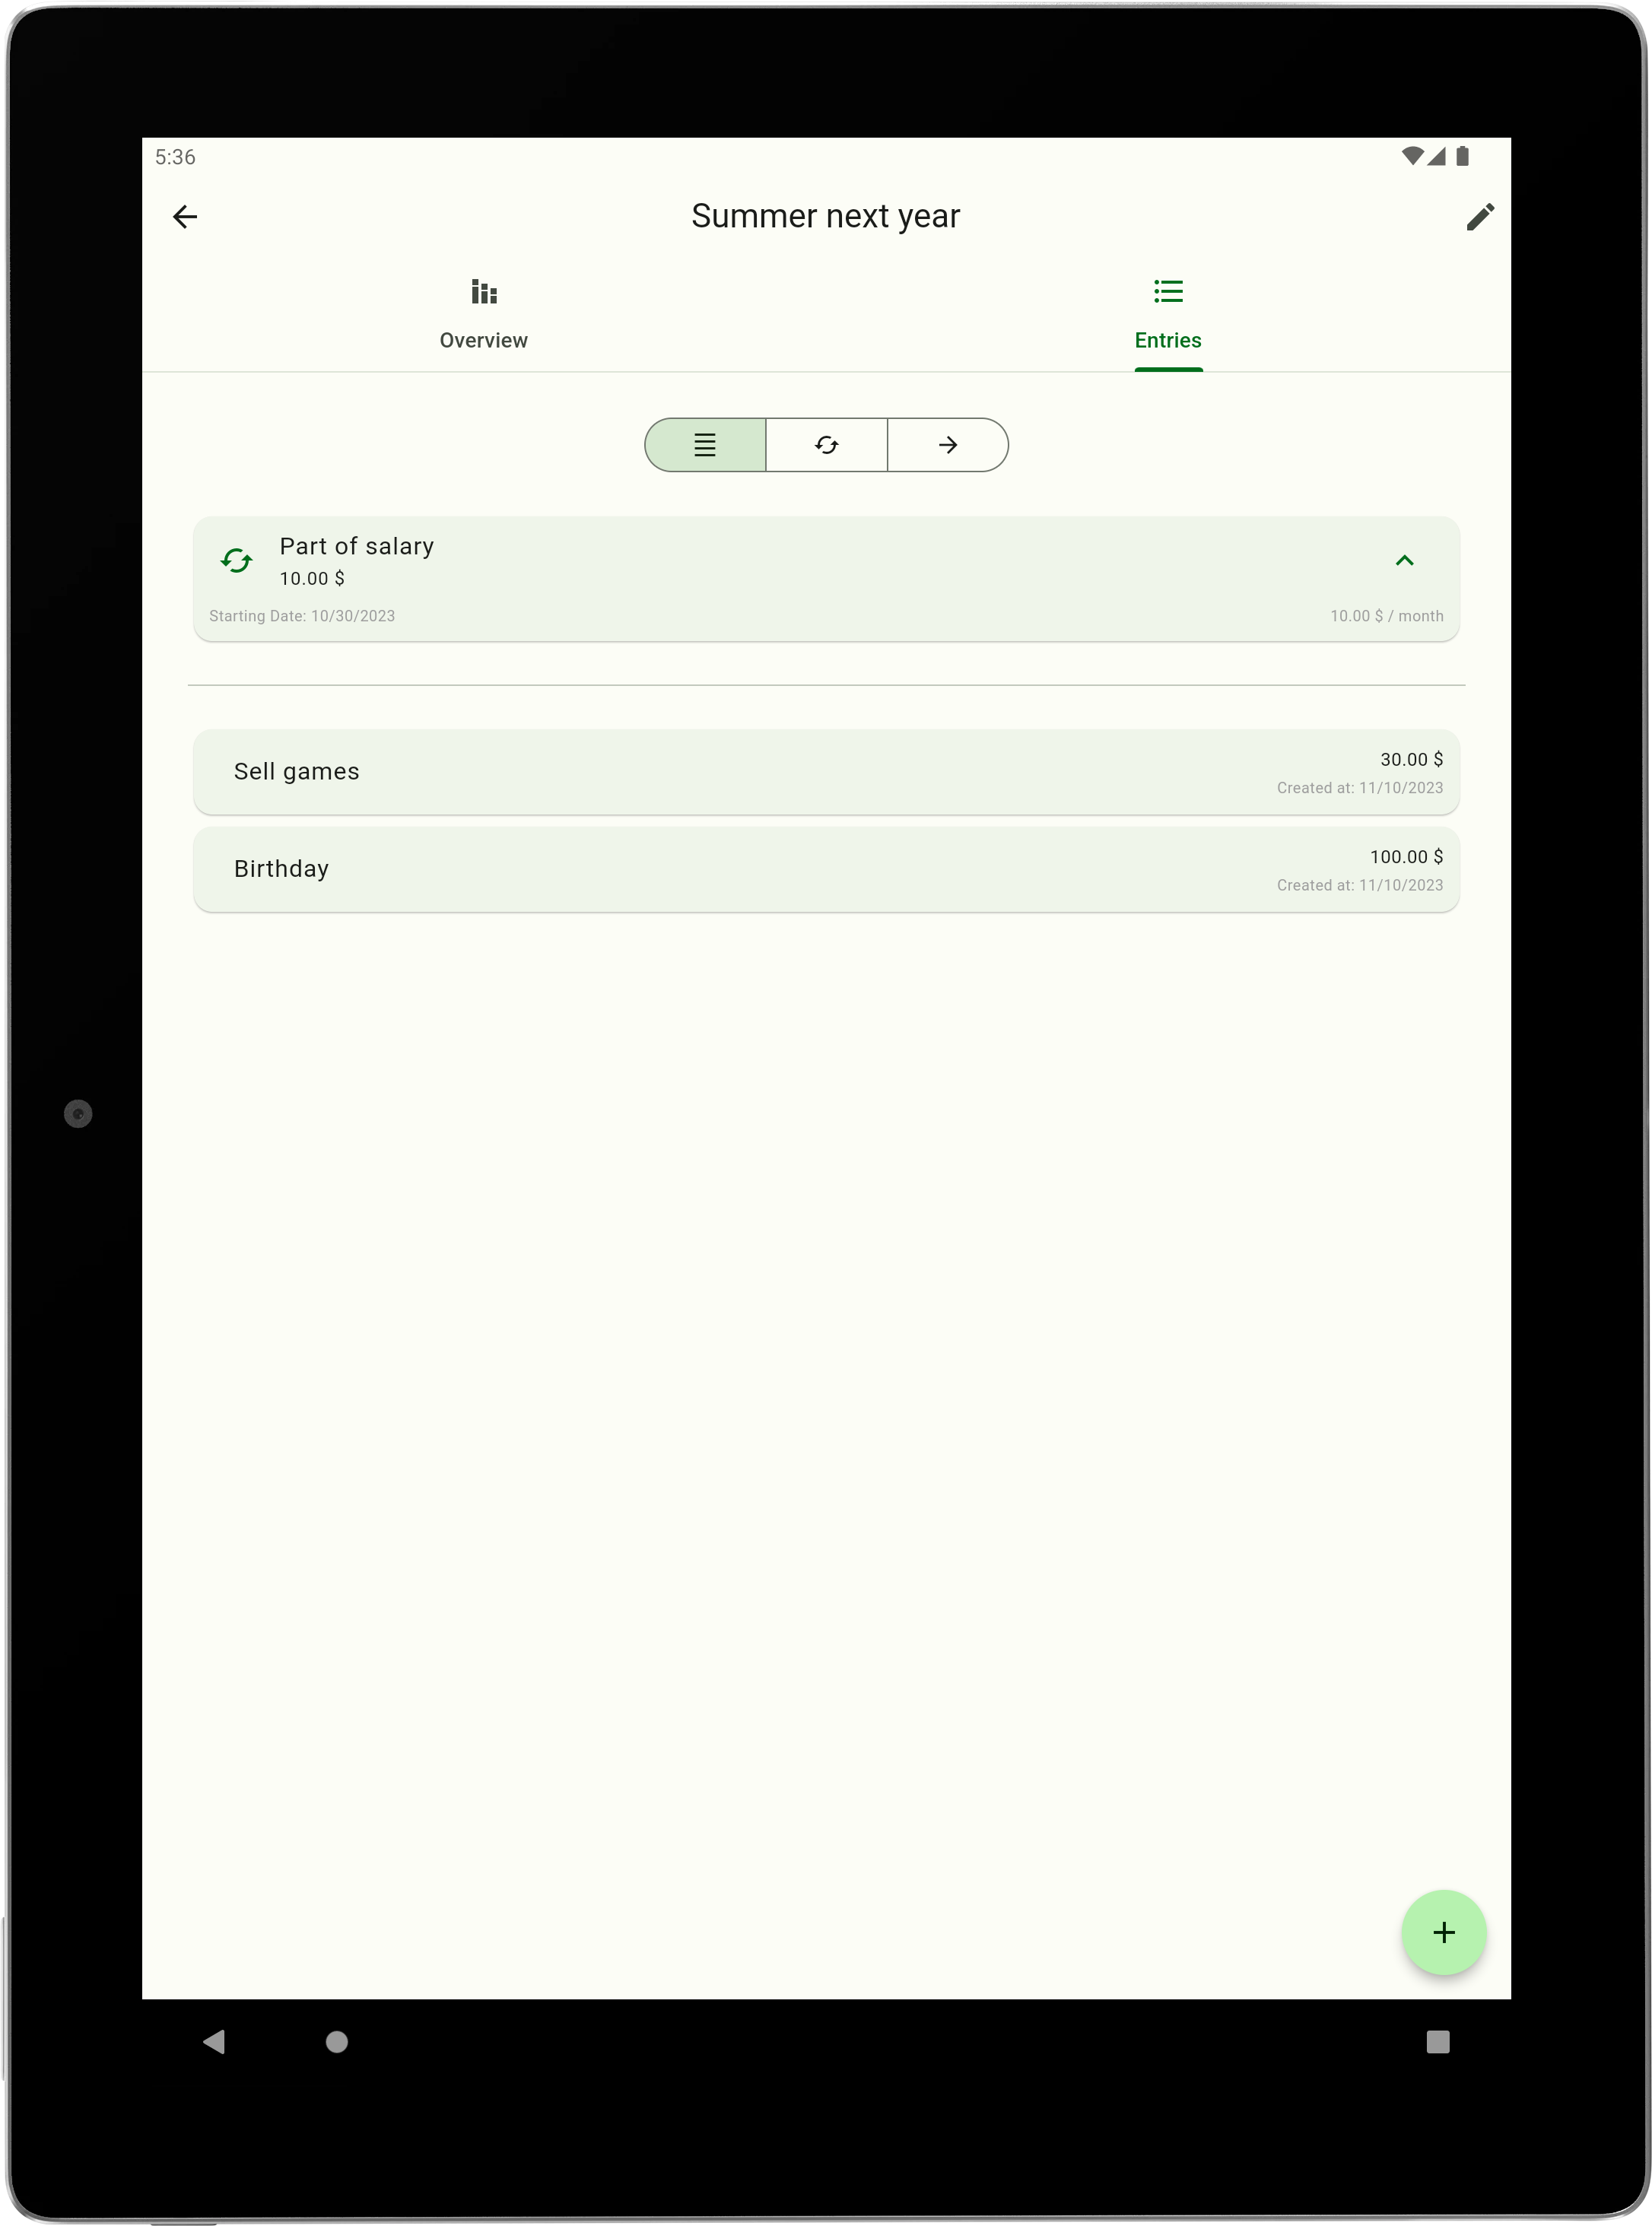 5:36
Summer next year
Overview
Entries
Part of salary
10.00 $
Starting Date: 10/30/2023
10.00 $ / month
Sell games
30.00 $
Created at: 11/10/2023
Birthday
100.00 $
Created at: 11/10/2023